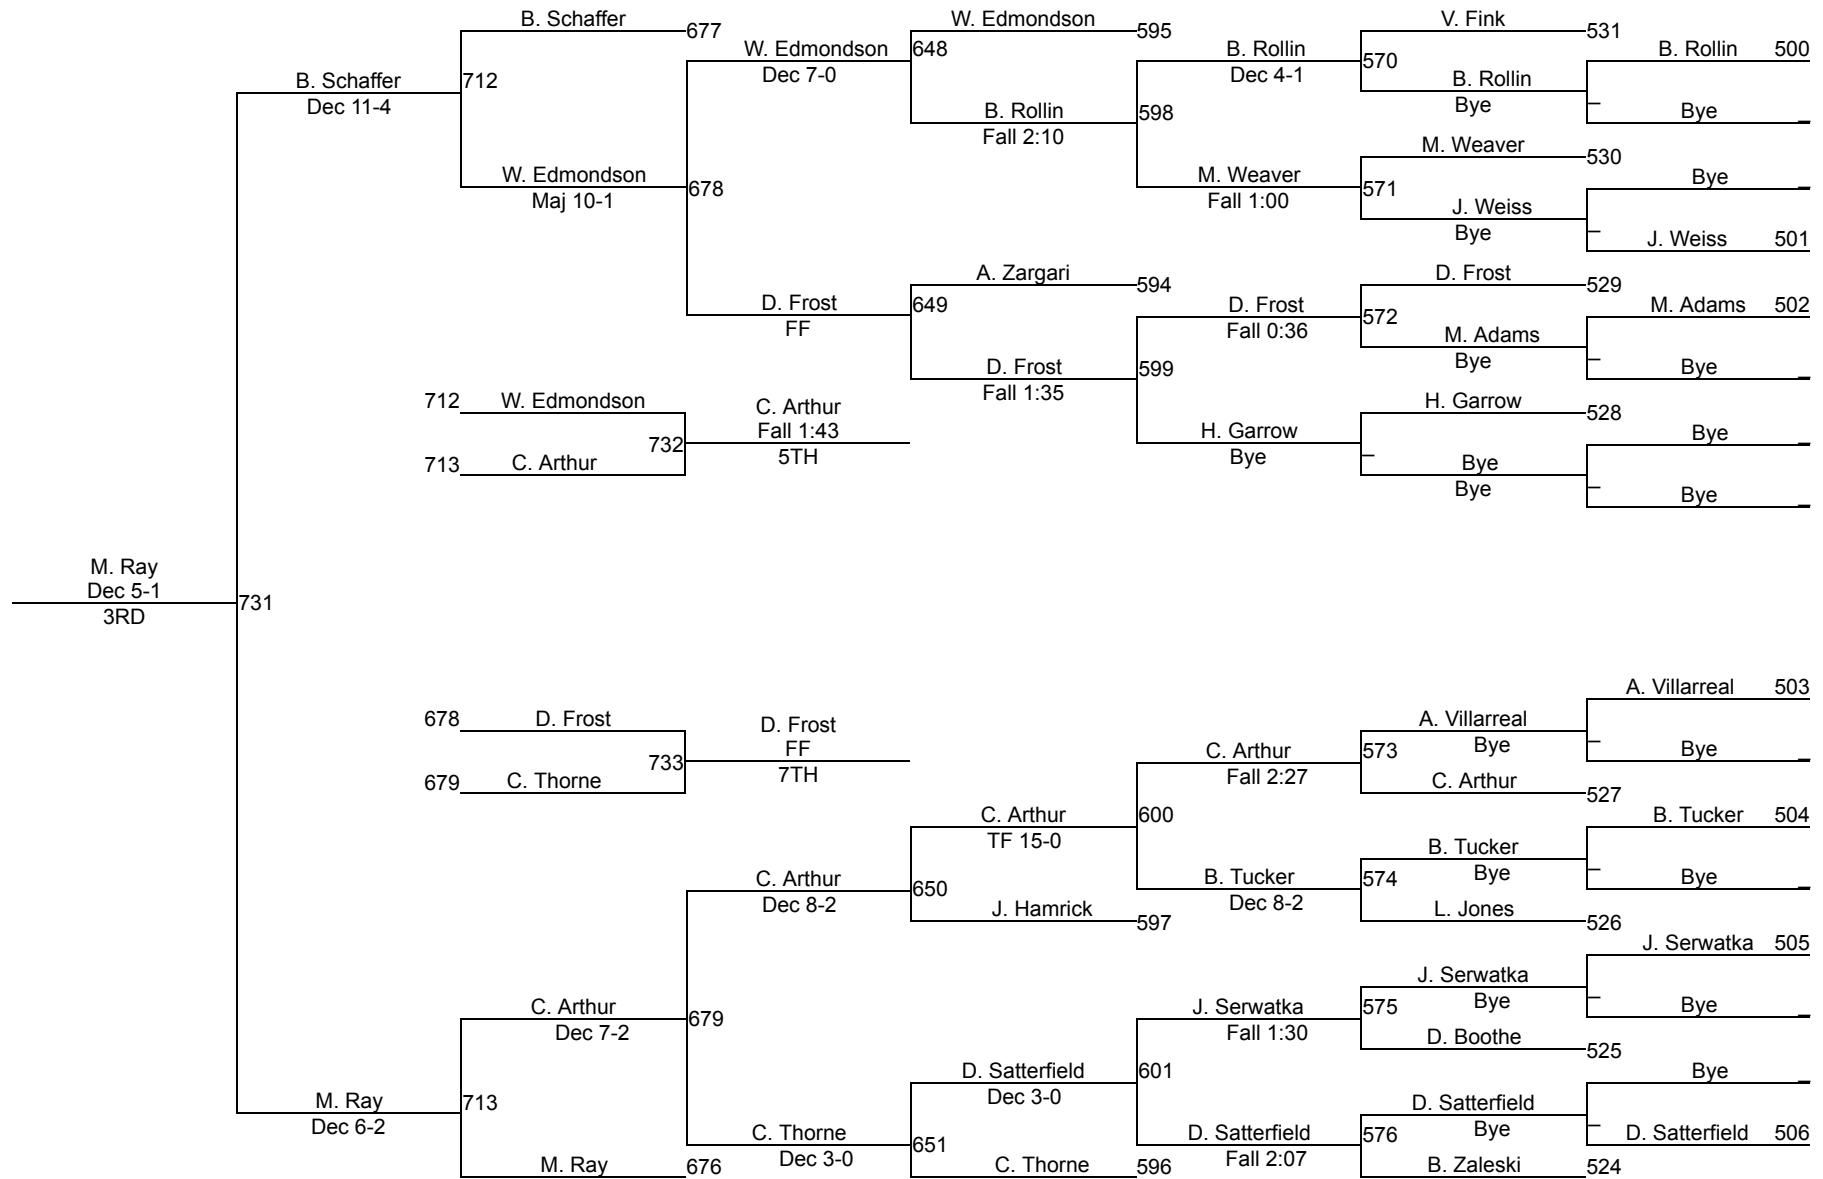 B. Schaffer
677
W. Edmondson
595
V. Fink
531
W. Edmondson
648
B. Rollin
B. Rollin 500
Dec 7-0
Dec 4-1
570
B. Schaffer
712
B. Rollin
Dec 11-4
Bye
B. Rollin
598
Bye
Fall 2:10
M. Weaver
530
W. Edmondson
678
M. Weaver
571
Bye
Maj 10-1
Fall 1:00
J. Weiss
Bye
J. Weiss 501
A. Zargari
594
D. Frost
529
D. Frost
649
D. Frost
572
M. Adams 502
FF
Fall 0:36
M. Adams
Bye
D. Frost
599
Bye
Fall 1:35
712 W. Edmondson
C. Arthur
H. Garrow
528
732
Fall 1:43
H. Garrow
Bye
713 C. Arthur
5TH
Bye
Bye
Bye
Bye
M. Ray
Dec 5-1
731
3RD
A. Villarreal 503
678 D. Frost
D. Frost
A. Villarreal
FF
C. Arthur
573
Bye
Bye
733
7TH
Fall 2:27
679 C. Thorne
C. Arthur
527
C. Arthur
600
B. Tucker 504
TF 15-0
B. Tucker
C. Arthur
650
B. Tucker
574
Bye
Bye
Dec 8-2
Dec 8-2
J. Hamrick
597
L. Jones
526
J. Serwatka 505
J. Serwatka
C. Arthur
679
J. Serwatka
575
Bye
Bye
Dec 7-2
Fall 1:30
D. Boothe
525
D. Satterfield
601
Bye
Dec 3-0
M. Ray
713
D. Satterfield
Dec 6-2
Bye
C. Thorne
651
D. Satterfield
576
D. Satterfield 506
Dec 3-0
Fall 2:07
M. Ray
676
C. Thorne
596
B. Zaleski
524